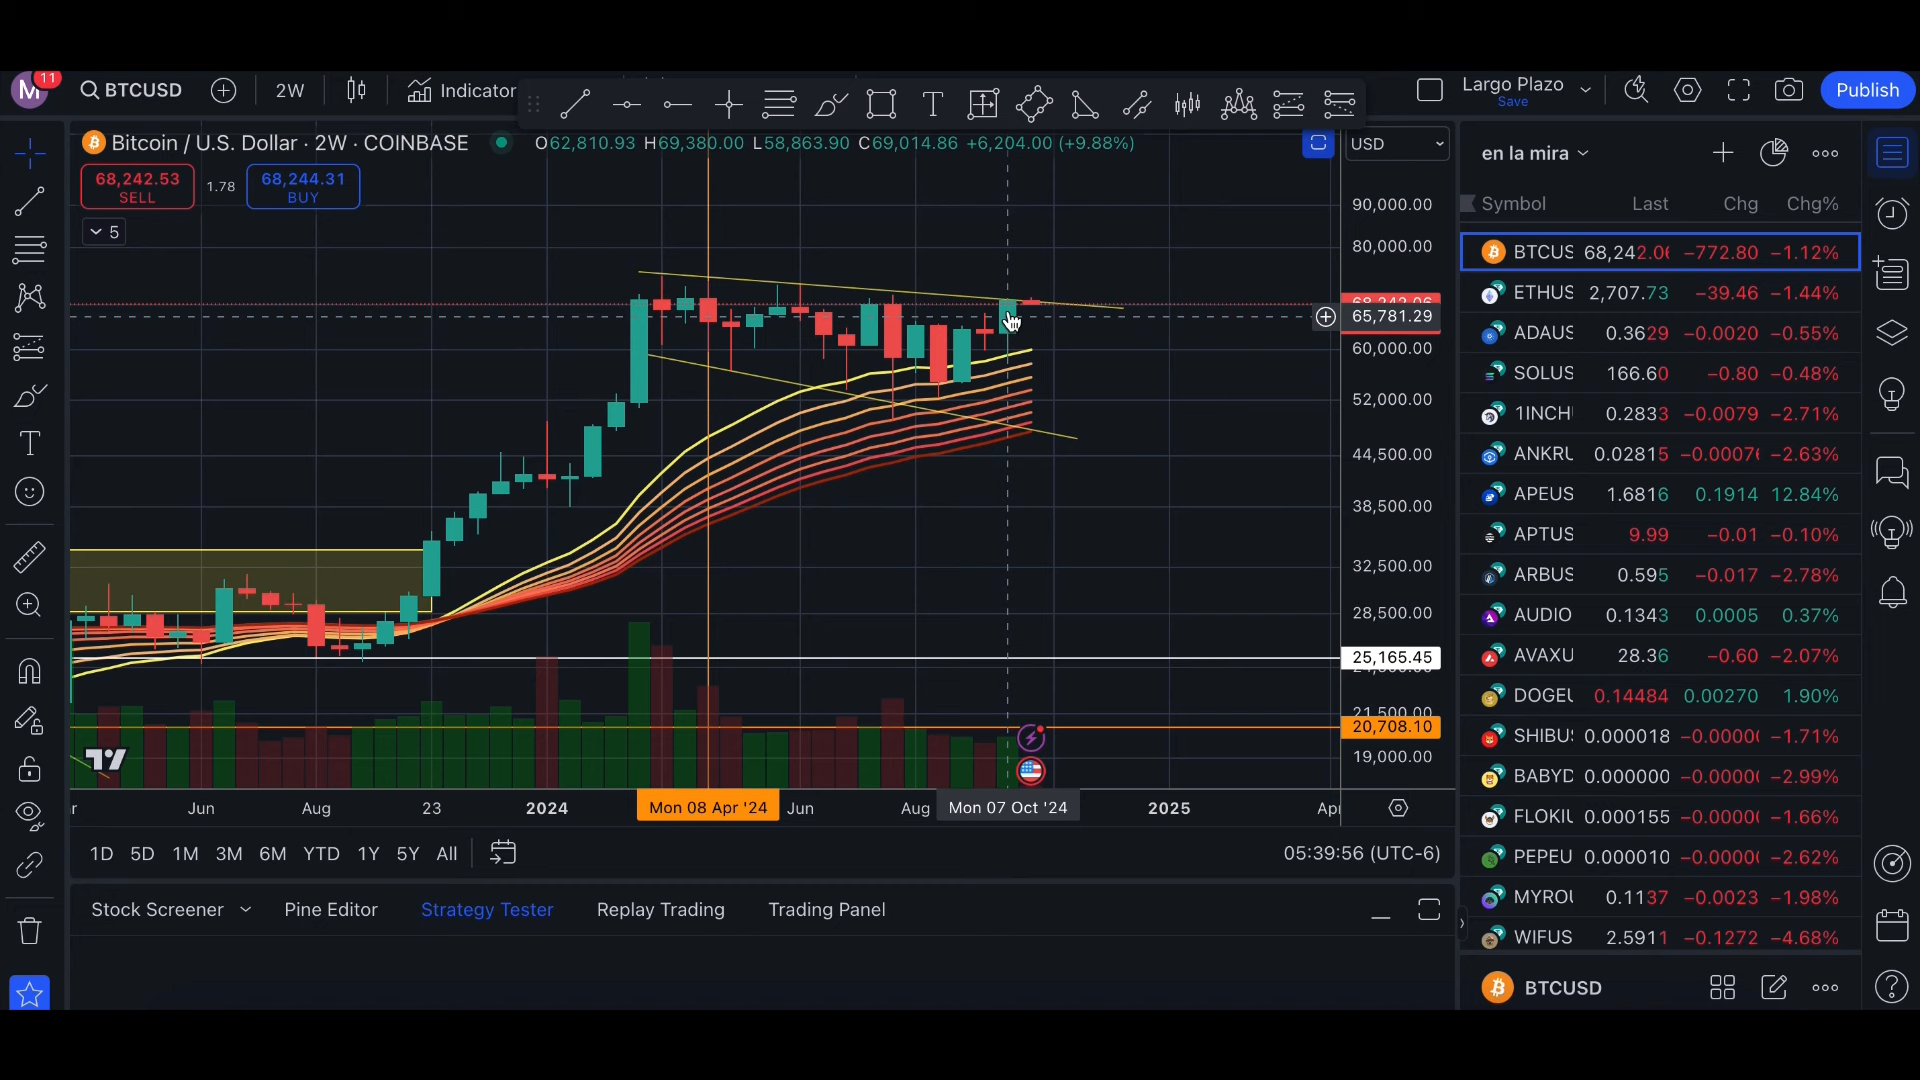 M 11 BTCUSD 2W Indicator Largo Plazo Save Publish
Bitcoin / U.S. Dollar · 2W · COINBASE O62,810.93 H69,380.00 L58,863.90 C69,014.86 +6,204.00 (+9.88%) USD
68,242.53 SELL 1.78 68,244.31 BUY
5
90,000.00
80,000.00
65,781.29
60,000.00
52,000.00
44,500.00
38,500.00
32,500.00
28,500.00
25,165.45
21,500.00
20,708.10
19,000.00
Jun Aug 23 2024 Mon 08 Apr '24 Jun Aug Mon 07 Oct '24 2025
1D 5D 1M 3M 6M YTD 1Y 5Y All 05:39:56 (UTC-6)
Stock Screener Pine Editor Strategy Tester Replay Trading Trading Panel
en la mira
Symbol Last Chg Chg%
BTCUS 68,242.06 −772.80 −1.12%
ETHUS 2,707.73 −39.46 −1.44%
ADAUS 0.3629 −0.0020 −0.55%
SOLUS 166.60 −0.80 −0.48%
1INCH 0.2833 −0.0079 −2.71%
ANKRU 0.02815 −0.0007 −2.63%
APEUS 1.6816 0.1914 12.84%
APTUS 9.99 −0.01 −0.10%
ARBUS 0.595 −0.017 −2.78%
AUDIO 0.1343 0.0005 0.37%
AVAXU 28.36 −0.60 −2.07%
DOGEU 0.14484 0.00270 1.90%
SHIBU 0.000018 −0.0000 −1.71%
BABYD 0.000000 −0.0000 −2.99%
FLOKIU 0.000155 −0.0000 −1.66%
PEPEU 0.000010 −0.0000 −2.62%
MYROU 0.1137 −0.0023 −1.98%
WIFUS 2.5911 −0.1272 −4.68%
BTCUSD